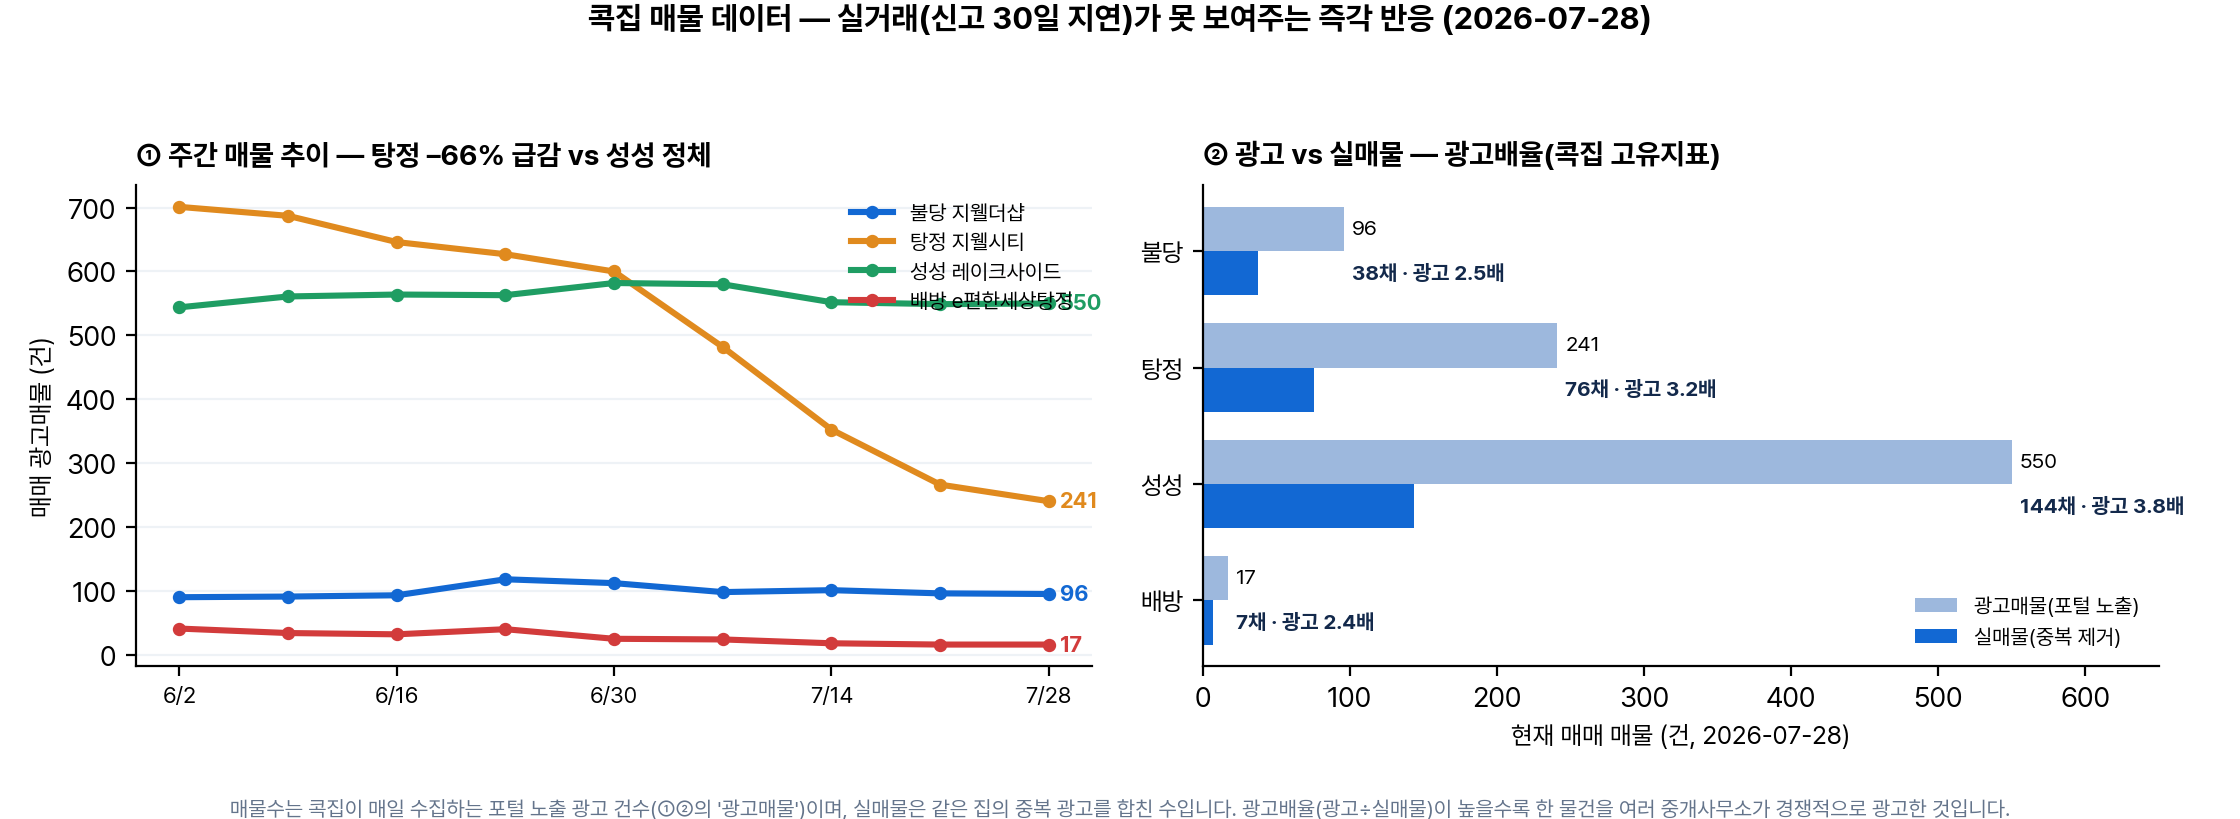 콕집 매물 데이터 — 실거래(신고 30일 지연)가 못 보여주는 즉각 반응 (2026-07-28)
① 주간 매물 추이 — 탕정 –66% 급감 vs 성성 정체
매매 광고매물 (건)
700
600
500
400
300
200
100
0
6/2
6/16
6/30
7/14
7/28
불당 지웰더샵
탕정 지웰시티
성성 레이크사이드
배방 e편한세상탕정
550
241
96
17
② 광고 vs 실매물 — 광고배율(콕집 고유지표)
불당
96
38채 · 광고 2.5배
탕정
241
76채 · 광고 3.2배
성성
550
144채 · 광고 3.8배
배방
17
7채 · 광고 2.4배
광고매물(포털 노출)
실매물(중복 제거)
0
100
200
300
400
500
600
현재 매매 매물 (건, 2026-07-28)
매물수는 콕집이 매일 수집하는 포털 노출 광고 건수(①②의 '광고매물')이며, 실매물은 같은 집의 중복 광고를 합친 수입니다. 광고배율(광고÷실매물)이 높을수록 한 물건을 여러 중개사무소가 경쟁적으로 광고한 것입니다.